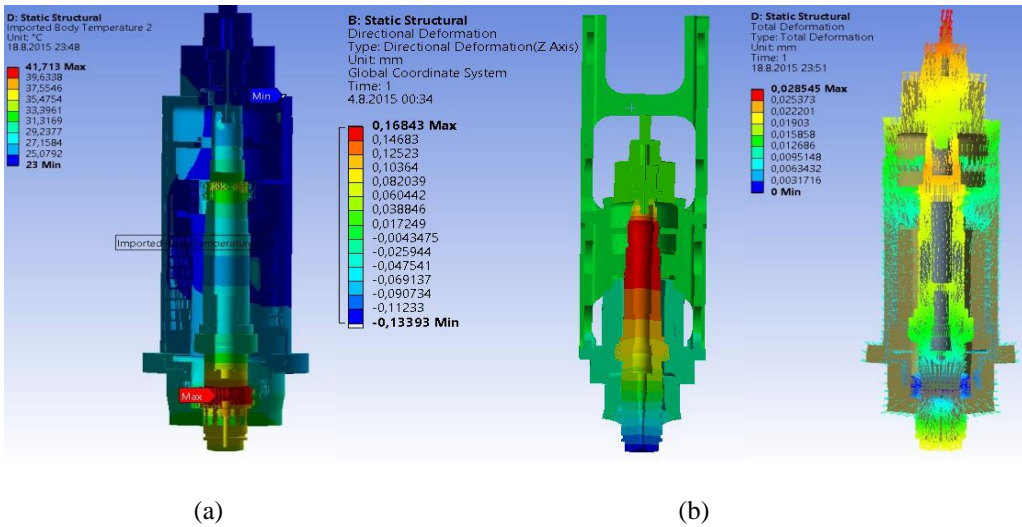 D: Static Structural
Imported Body Temperature 2
Unit: °C
18.8.2015 23:48
41,713 Max
39,6338
37,5546
35,4754
33,3961
31,3169
29,2377
27,1584
25,0792
23 Min
Min
Imported Body Temperature
Max
B: Static Structural
Directional Deformation
Type: Directional Deformation(Z Axis)
Unit: mm
Global Coordinate System
Time: 1
4.8.2015 00:34
0,16843 Max
0,14683
0,12523
0,10364
0,082039
0,060442
0,038846
0,017249
-0,0043475
-0,025944
-0,047541
-0,069137
-0,090734
-0,11233
-0,13393 Min
D: Static Structural
Total Deformation
Type: Total Deformation
Unit: mm
Time: 1
18.8.2015 23:51
0,028545 Max
0,025373
0,022201
0,01903
0,015858
0,012686
0,0095148
0,0063432
0,0031716
0 Min
(a)
(b)